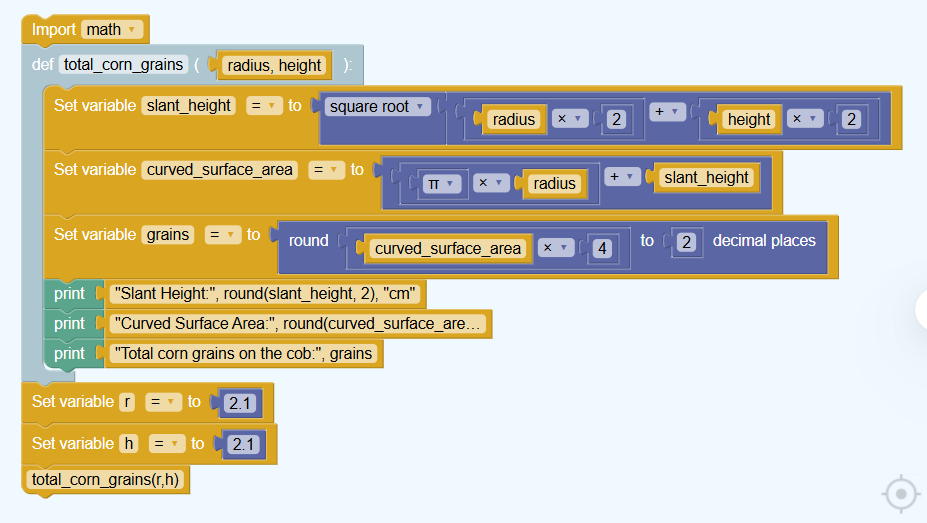 Import math
def total_corn_grains ( radius, height ):
Set variable slant_height = to square root radius × 2 + height × 2
Set variable curved_surface_area = to π × radius + slant_height
Set variable grains = to round curved_surface_area × 4 to 2 decimal places
print "Slant Height:", round(slant_height, 2), "cm"
print "Curved Surface Area:", round(curved_surface_are...
print "Total corn grains on the cob:", grains
Set variable r = to 2.1
Set variable h = to 2.1
total_corn_grains(r,h)